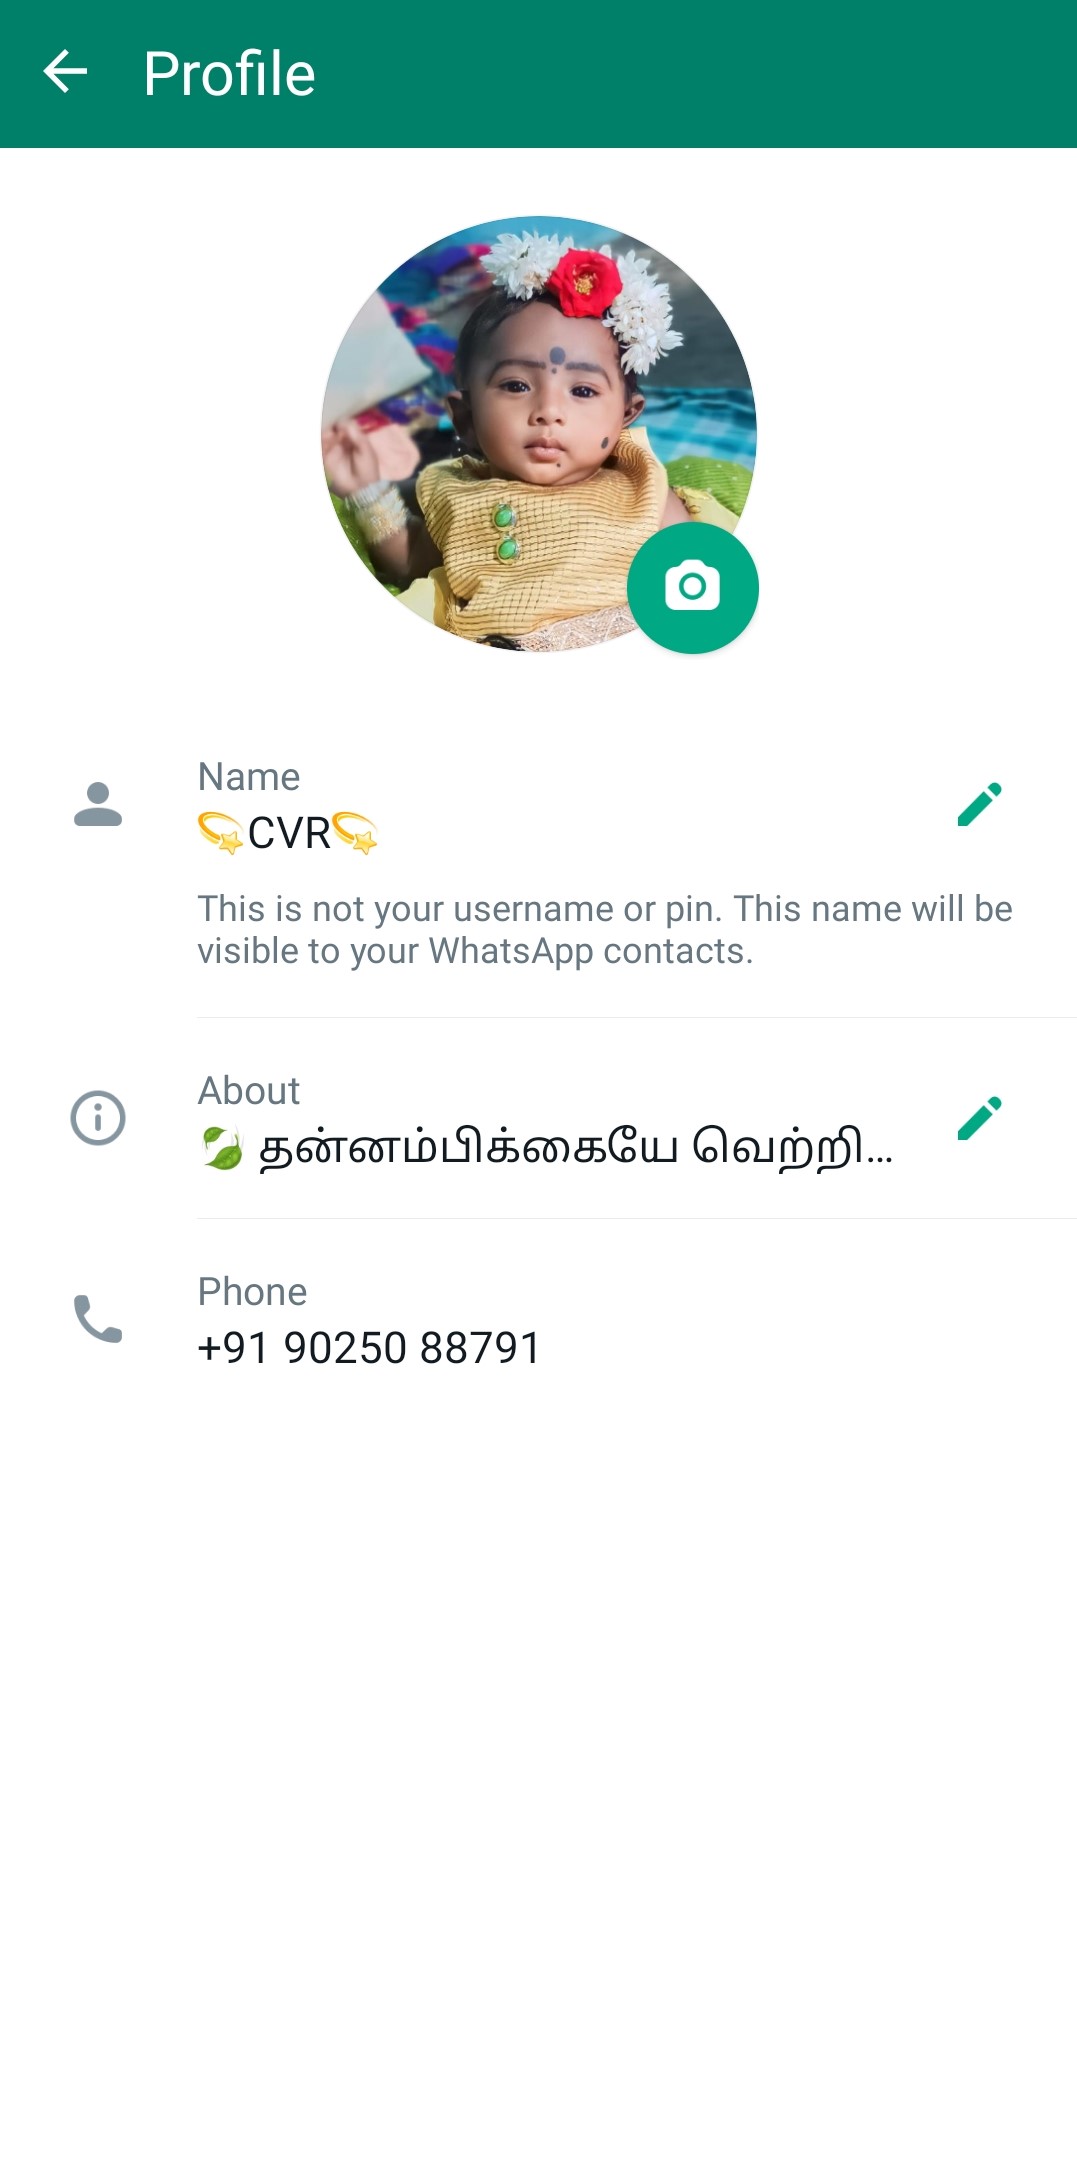 Profile
Name
💫CVR💫
This is not your username or pin. This name will be
visible to your WhatsApp contacts.
About
🍃 தன்னம்பிக்கையே வெற்றி...
Phone
+91 90250 88791